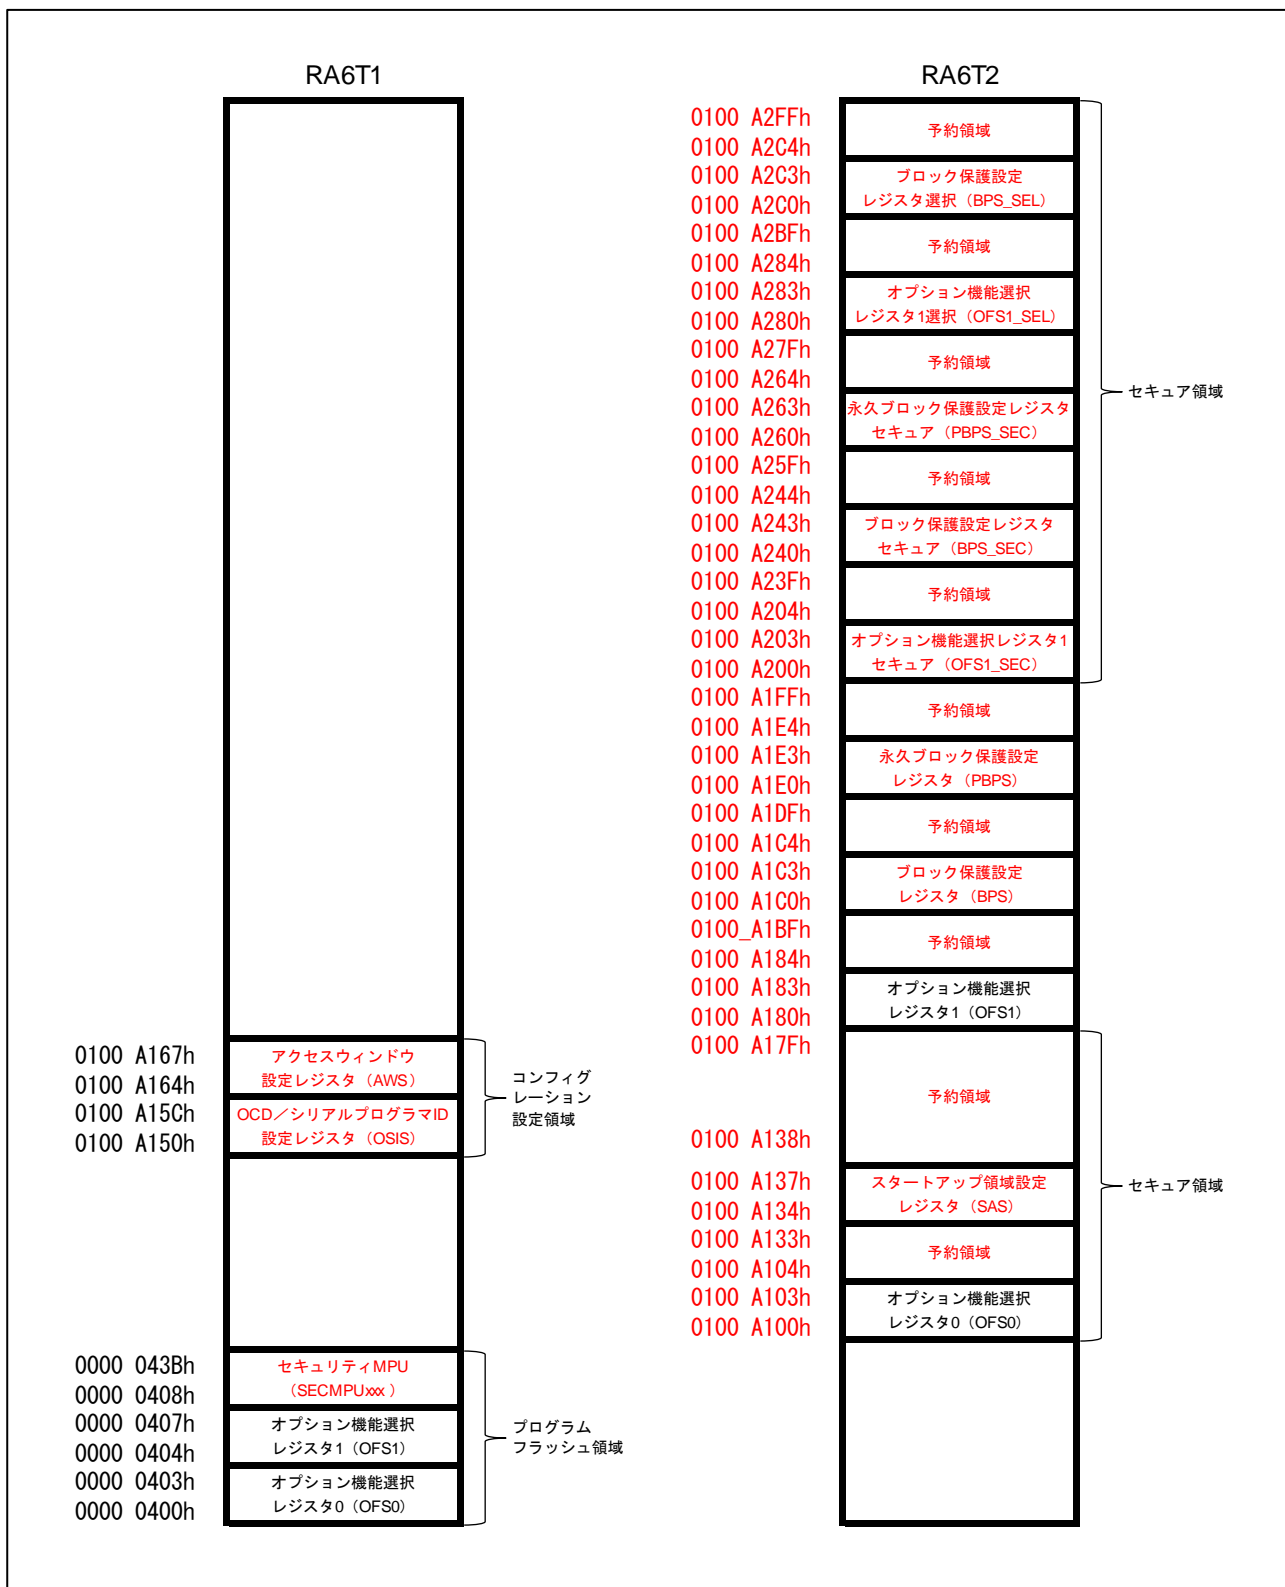 RA6T1
0100 A167h
0100 A164h
アクセスウィンドウ
設定レジスタ（AWS）
0100 A15Ch
0100 A150h
OCD／シリアルプログラマID
設定レジスタ（OSIS）
コンフィグ
レーション
設定領域
0000 043Bh
0000 0408h
セキュリティMPU
（SECMPUxxx ）
0000 0407h
0000 0404h
オプション機能選択
レジスタ1（OFS1）
0000 0403h
0000 0400h
オプション機能選択
レジスタ0（OFS0）
プログラム
フラッシュ領域
RA6T2
0100 A2FFh
0100 A2C4h
予約領域
0100 A2C3h
0100 A2C0h
ブロック保護設定
レジスタ選択（BPS_SEL）
0100 A2BFh
0100 A284h
予約領域
0100 A283h
0100 A280h
オプション機能選択
レジスタ1選択（OFS1_SEL）
0100 A27Fh
0100 A264h
予約領域
0100 A263h
0100 A260h
永久ブロック保護設定レジスタ
セキュア（PBPS_SEC）
0100 A25Fh
0100 A244h
予約領域
0100 A243h
0100 A240h
ブロック保護設定レジスタ
セキュア（BPS_SEC）
0100 A23Fh
0100 A204h
予約領域
0100 A203h
0100 A200h
オプション機能選択レジスタ1
セキュア（OFS1_SEC）
セキュア領域
0100 A1FFh
0100 A1E4h
予約領域
0100 A1E3h
0100 A1E0h
永久ブロック保護設定
レジスタ（PBPS）
0100 A1DFh
0100 A1C4h
予約領域
0100 A1C3h
0100 A1C0h
ブロック保護設定
レジスタ（BPS）
0100_A1BFh
0100 A184h
予約領域
0100 A183h
0100 A180h
オプション機能選択
レジスタ1（OFS1）
0100 A17Fh
0100 A138h
予約領域
0100 A137h
0100 A134h
スタートアップ領域設定
レジスタ（SAS）
0100 A133h
0100 A104h
予約領域
0100 A103h
0100 A100h
オプション機能選択
レジスタ0（OFS0）
セキュア領域